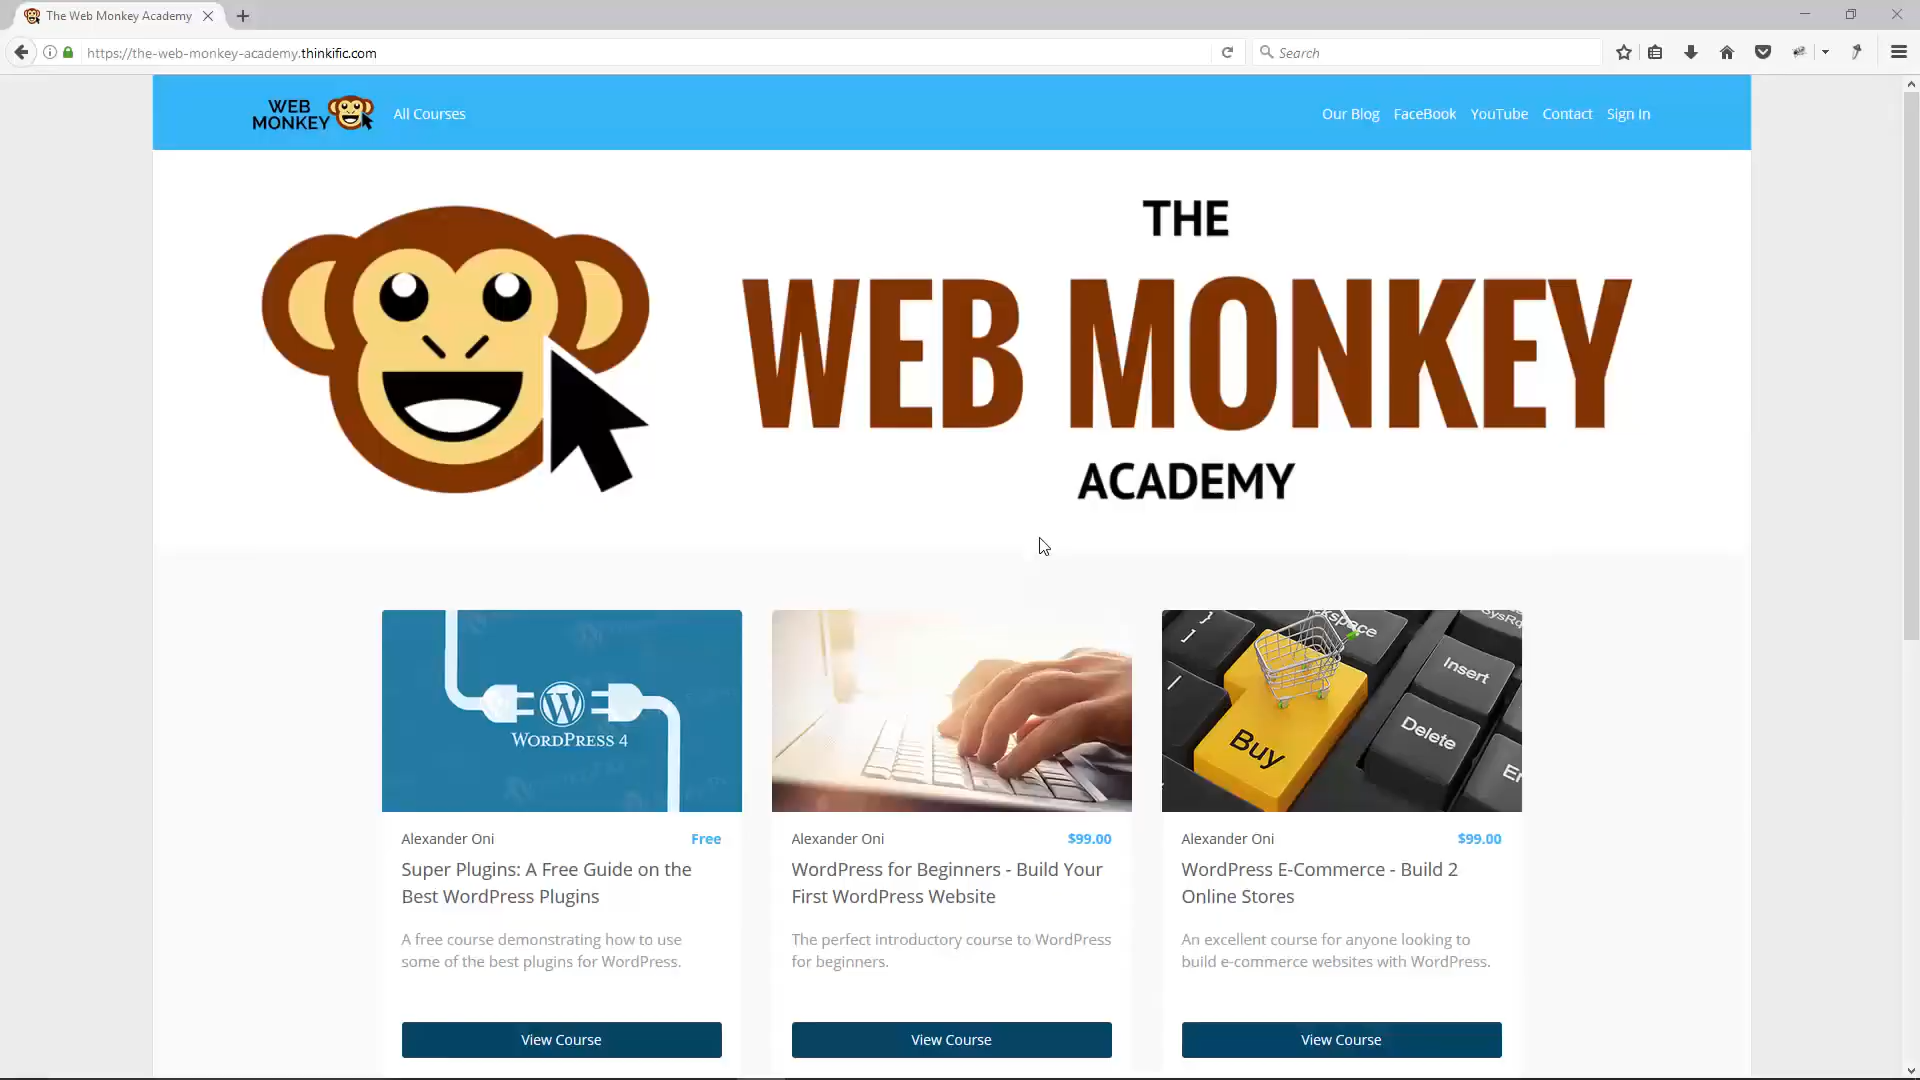 The Web Monkey Academy
https://the-web-monkey-academy.thinkific.com
Search
WEB
MONKEY
All Courses
Our Blog
FaceBook
YouTube
Contact
Sign In
THE
WEB MONKEY
ACADEMY
WORDPRESS 4
Insert
Delete
Buy
Alexander Oni
Free
Super Plugins: A Free Guide on the
Best WordPress Plugins
A free course demonstrating how to use
some of the best plugins for WordPress.
View Course
Alexander Oni
$99.00
WordPress for Beginners - Build Your
First WordPress Website
The perfect introductory course to WordPress
for beginners.
View Course
Alexander Oni
$99.00
WordPress E-Commerce - Build 2
Online Stores
An excellent course for anyone looking to
build e-commerce websites with WordPress.
View Course